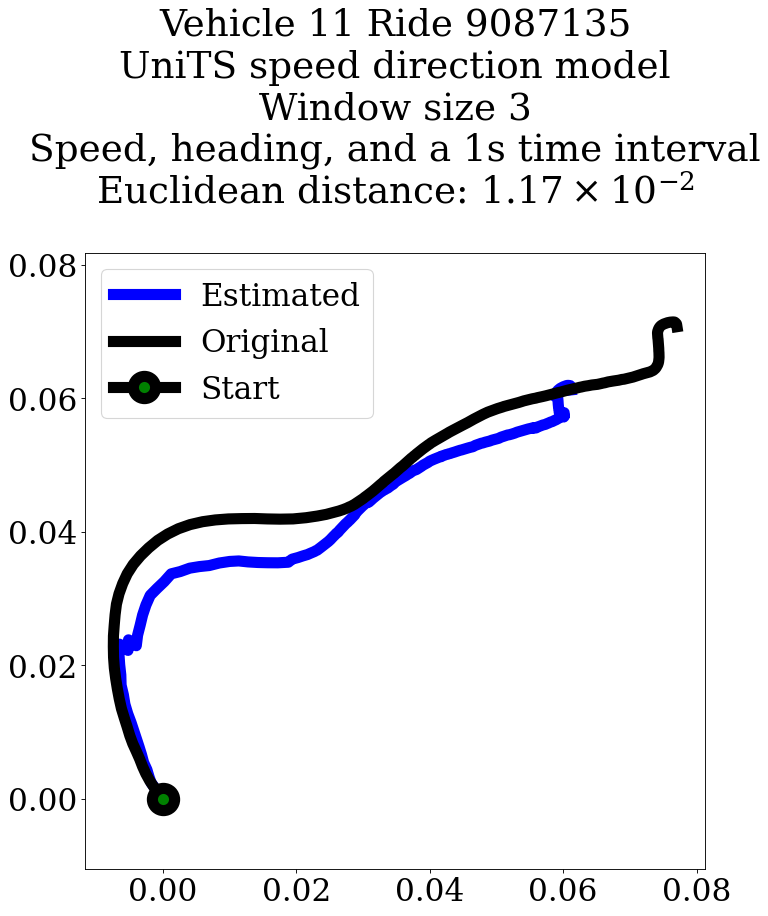 Vehicle 11 Ride 9087135
UniTS speed direction model
Window size 3
Speed, heading, and a 1s time interval
Euclidean distance: 1.17 × 10⁻²
0.08
0.06
0.04
0.02
0.00
Estimated
Original
Start
0.00 0.02 0.04 0.06 0.08